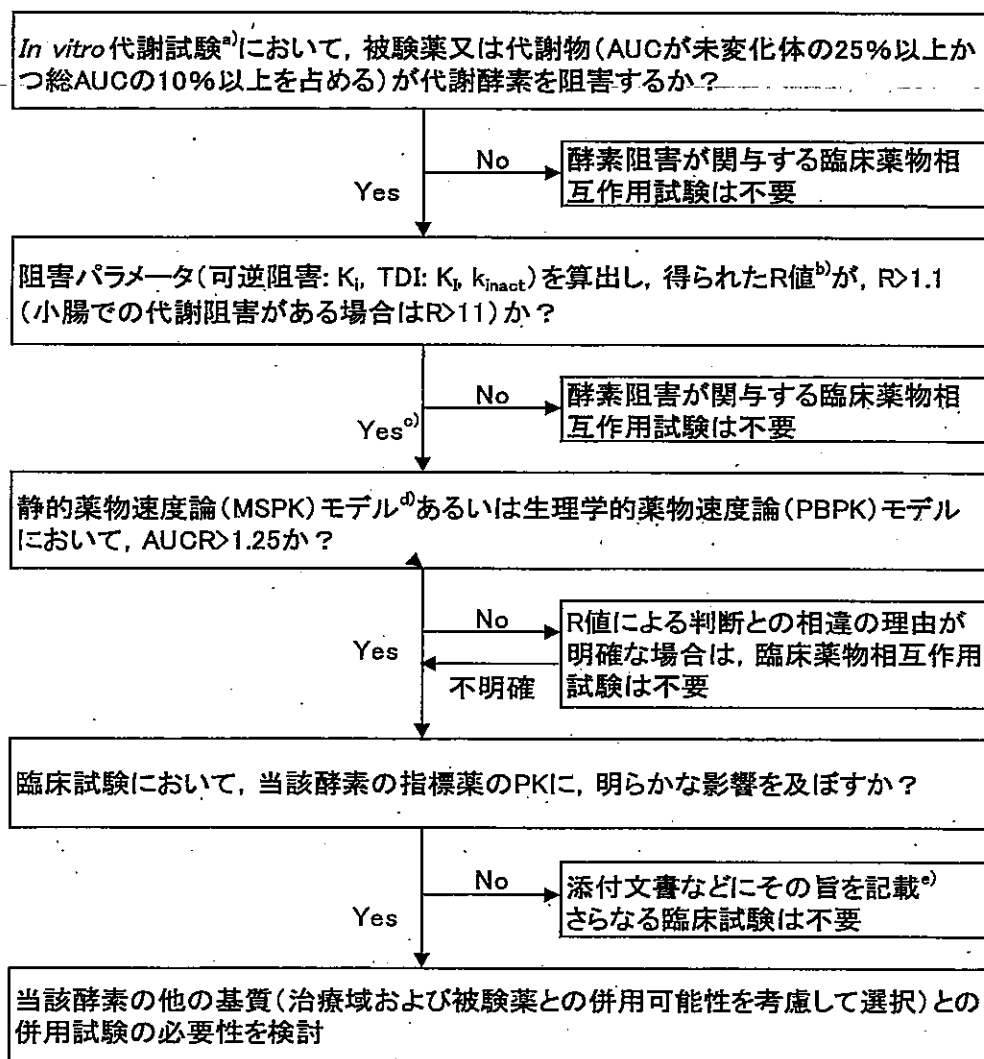 In vitro 代謝試験a)において，被験薬又は代謝物（AUCが未変化体の25%以上か
つ総AUCの10%以上を占める）が代謝酵素を阻害するか？
No
酵素阻害が関与する臨床薬物相
互作用試験は不要
Yes
阻害パラメータ（可逆阻害: Ki, TDI: KI, kinact）を算出し，得られたR値b)が，R>1.1
（小腸での代謝阻害がある場合はR>11）か？
No
酵素阻害が関与する臨床薬物相
互作用試験は不要
Yesc)
静的薬物速度論（MSPK）モデルd)あるいは生理学的薬物速度論（PBPK）モデル
において，AUCR>1.25か？
No
R値による判断との相違の理由が
明確な場合は，臨床薬物相互作用
試験は不要
Yes
不明確
臨床試験において，当該酵素の指標薬のPKに，明らかな影響を及ぼすか？
No
添付文書などにその旨を記載e)
さらなる臨床試験は不要
Yes
当該酵素の他の基質（治療域および被験薬との併用可能性を考慮して選択）との
併用試験の必要性を検討